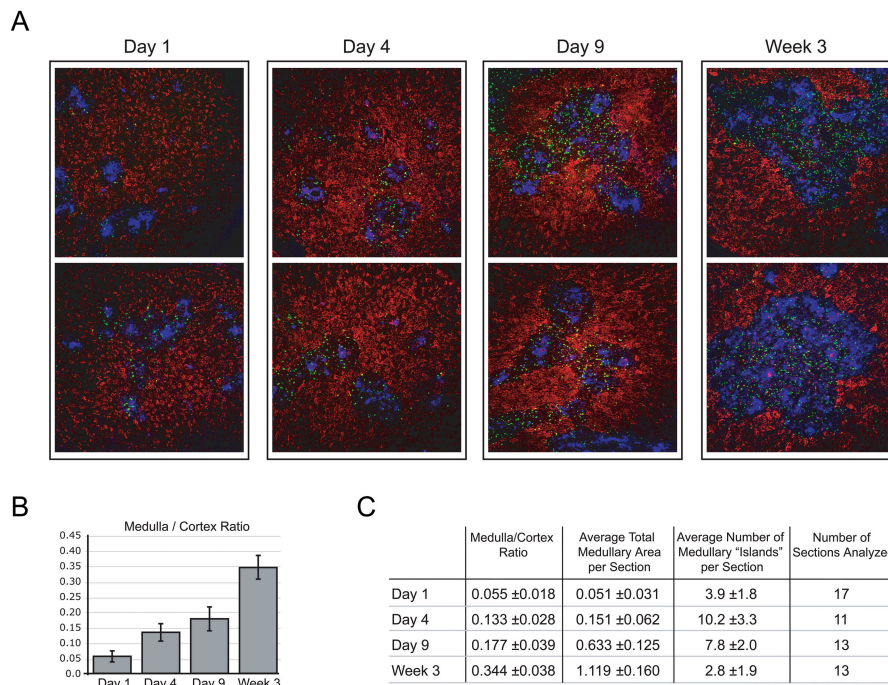 A
Day 1
Day 4
Day 9
Week 3
B
Medulla / Cortex Ratio
0.45
0.40
0.35
0.30
0.25
0.20
0.15
0.10
0.05
0.0
Day 1 Day 4 Day 9 Week 3
C
Medulla/Cortex Ratio
Average Total Medullary Area per Section
Average Number of Medullary “Islands” per Section
Number of Sections Analyze
Day 1 0.055 ±0.018 0.051 ±0.031 3.9 ±1.8 17
Day 4 0.133 ±0.028 0.151 ±0.062 10.2 ±3.3 11
Day 9 0.177 ±0.039 0.633 ±0.125 7.8 ±2.0 13
Week 3 0.344 ±0.038 1.119 ±0.160 2.8 ±1.9 13